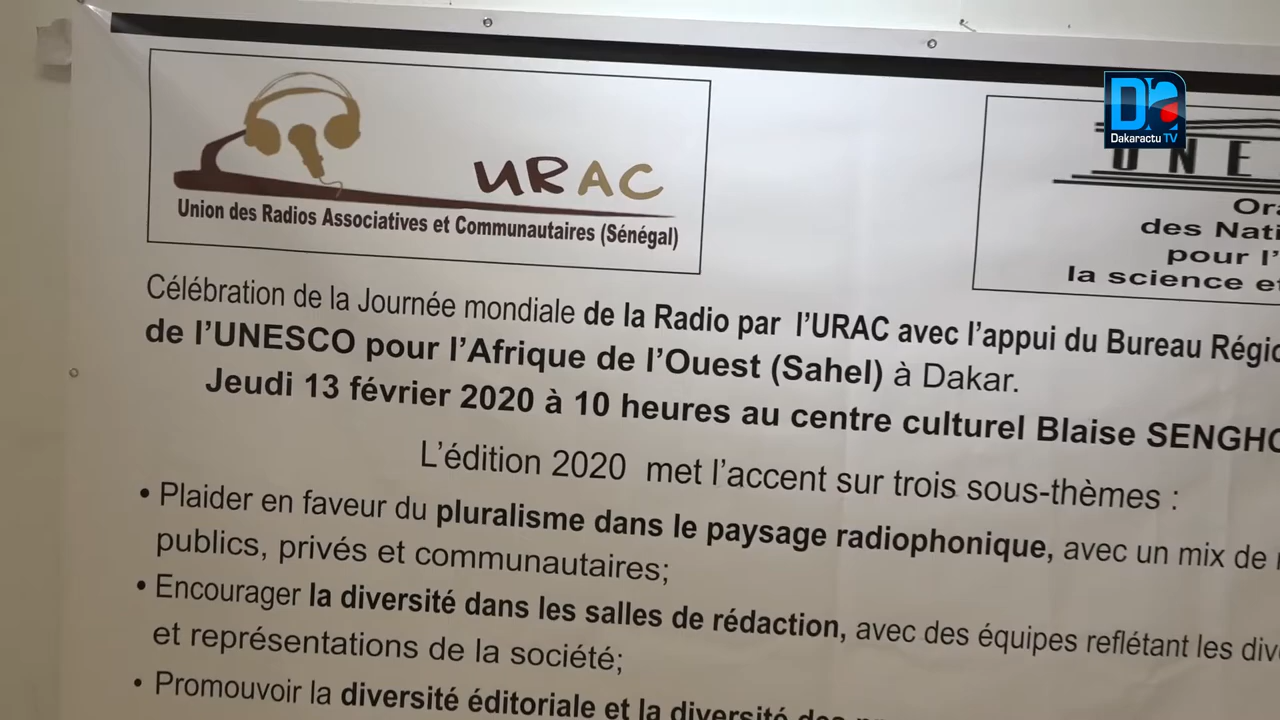 Dakaractu TV
URAC
Union des Radios Associatives et Communautaires (Sénégal)
UNE
des
pour l'
la science et
Célébration de la Journée mondiale de la Radio par l'URAC avec l'appui du Bureau
de l'UNESCO pour l'Afrique de l'Ouest (Sahel) à Dakar.
Jeudi 13 février 2020 à 10 heures au centre culturel Blaise
L'édition 2020 met l'accent sur trois sous-thèmes :
• Plaider en faveur du pluralisme dans le paysage radiophonique, avec un mix de
publics, privés et communautaires;
• Encourager la diversité dans les salles de rédaction, avec des équipes reflétant les
et représentations de la société;
• Promouvoir la diversité éditoriale et la diversité des